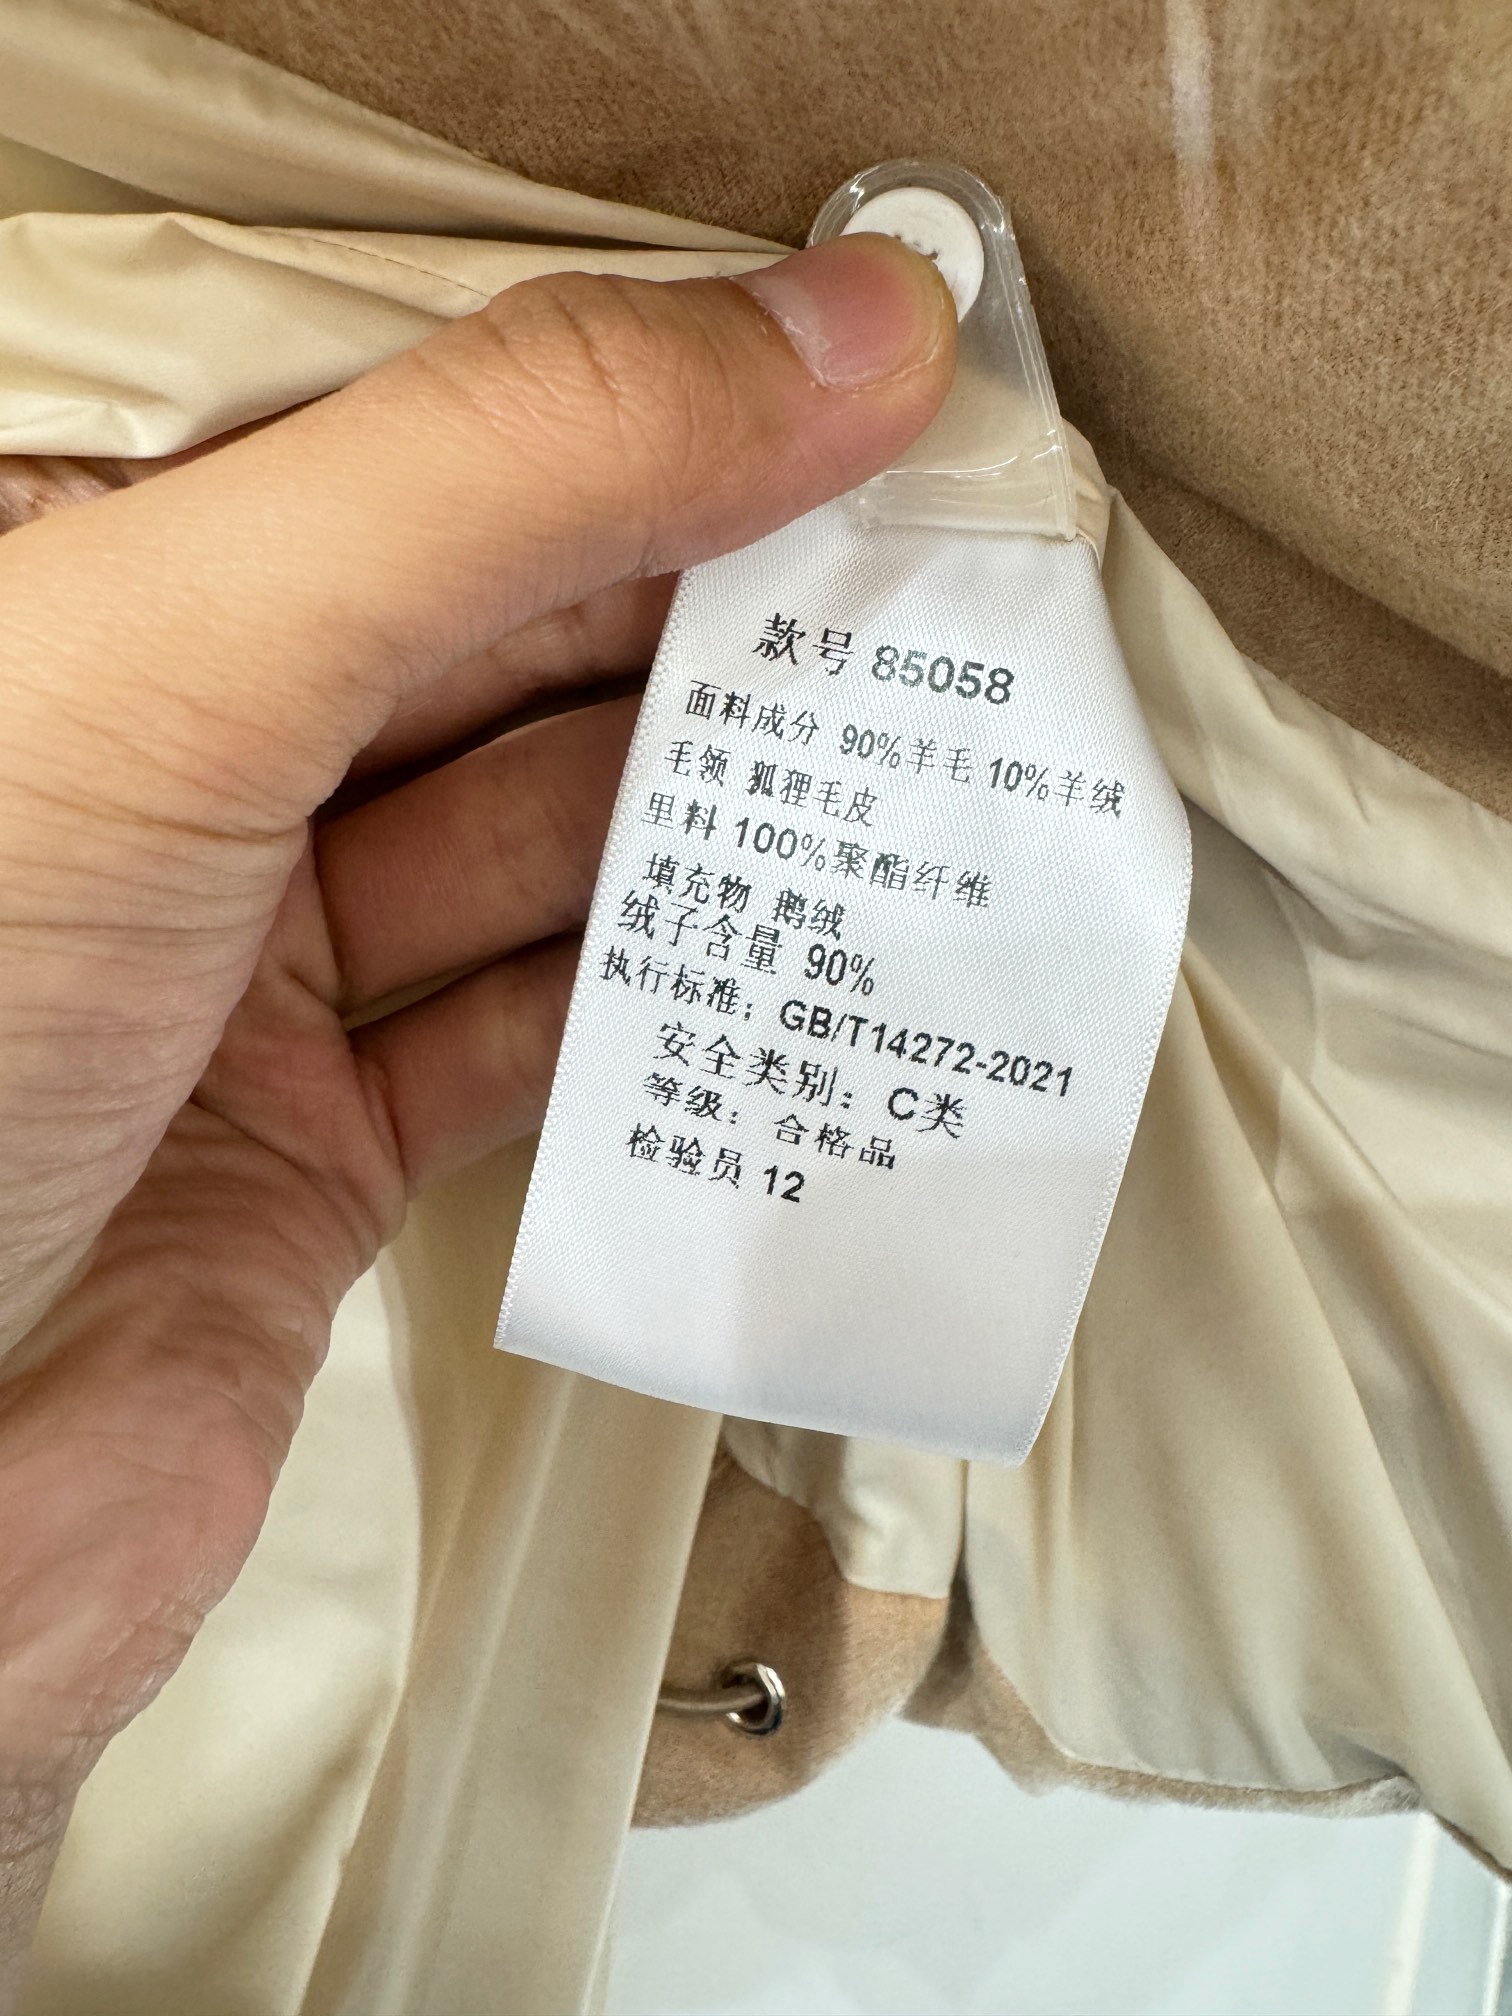 款号 85058
面料成分 90%羊毛 10%羊绒
毛领 狐狸毛皮
里料 100%聚酯纤维
填充物 鹅绒
绒子含量 90%
执行标准: GB/T14272-2021
安全类别: C类
等级: 合格品
检验员 12